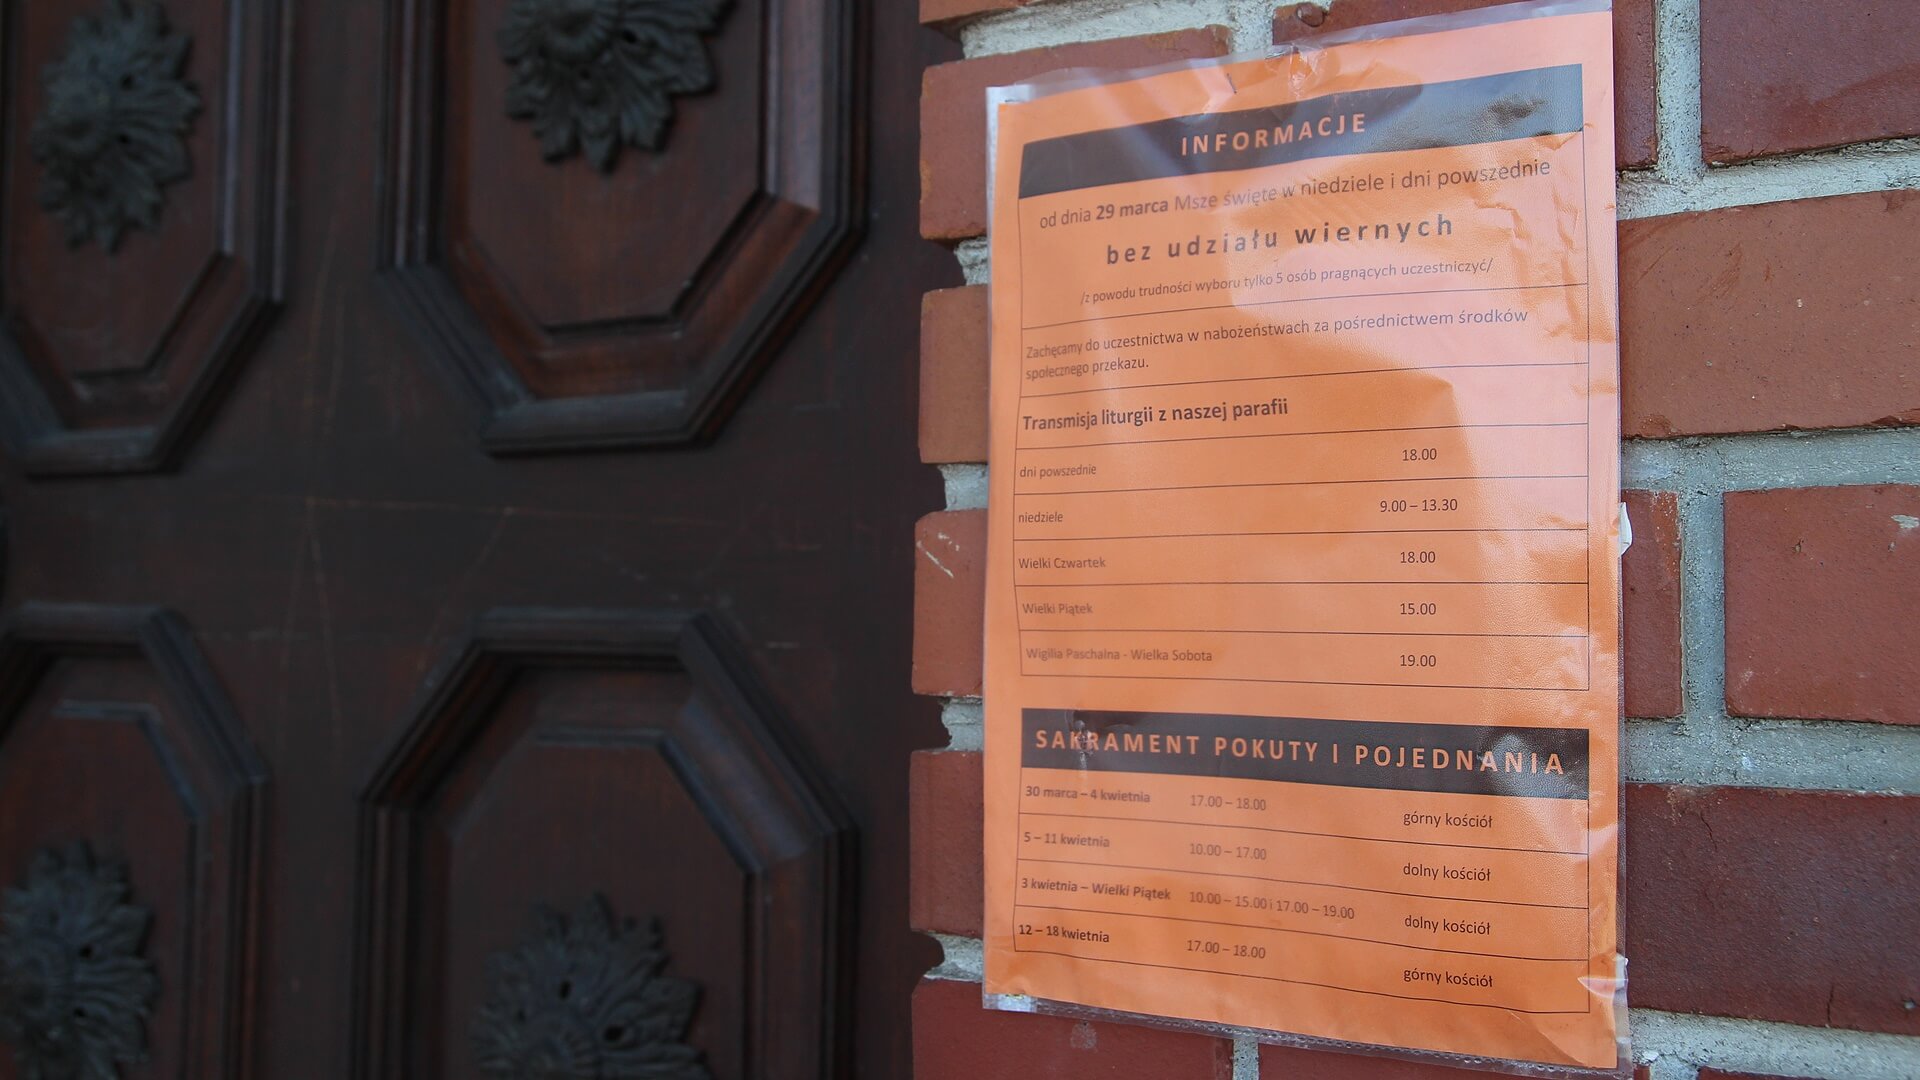 INFORMACJE
od dnia 29 marca Msze święte w niedziele i dni powszednie
bez udziału wiernych
/z powodu trudności wyboru tylko 5 osób pragnących uczestniczyć/
Zachęcamy do uczestnictwa w nabożeństwach za pośrednictwem środków
społecznego przekazu.
Transmisja liturgii z naszej parafii
dni powszednie 18.00
niedziele 9.00 – 13.30
Wielki Czwartek 18.00
Wielki Piątek 15.00
Wigilia Paschalna - Wielka Sobota 19.00
SAKRAMENT POKUTY I POJEDNANIA
30 marca – 4 kwietnia 17.00 – 18.00 górny kościół
5 – 11 kwietnia 10.00 – 17.00 dolny kościół
3 kwietnia – Wielki Piątek 10.00 – 15.00 i 17.00 – 19.00 dolny kościół
12 – 18 kwietnia 17.00 – 18.00 górny kościół